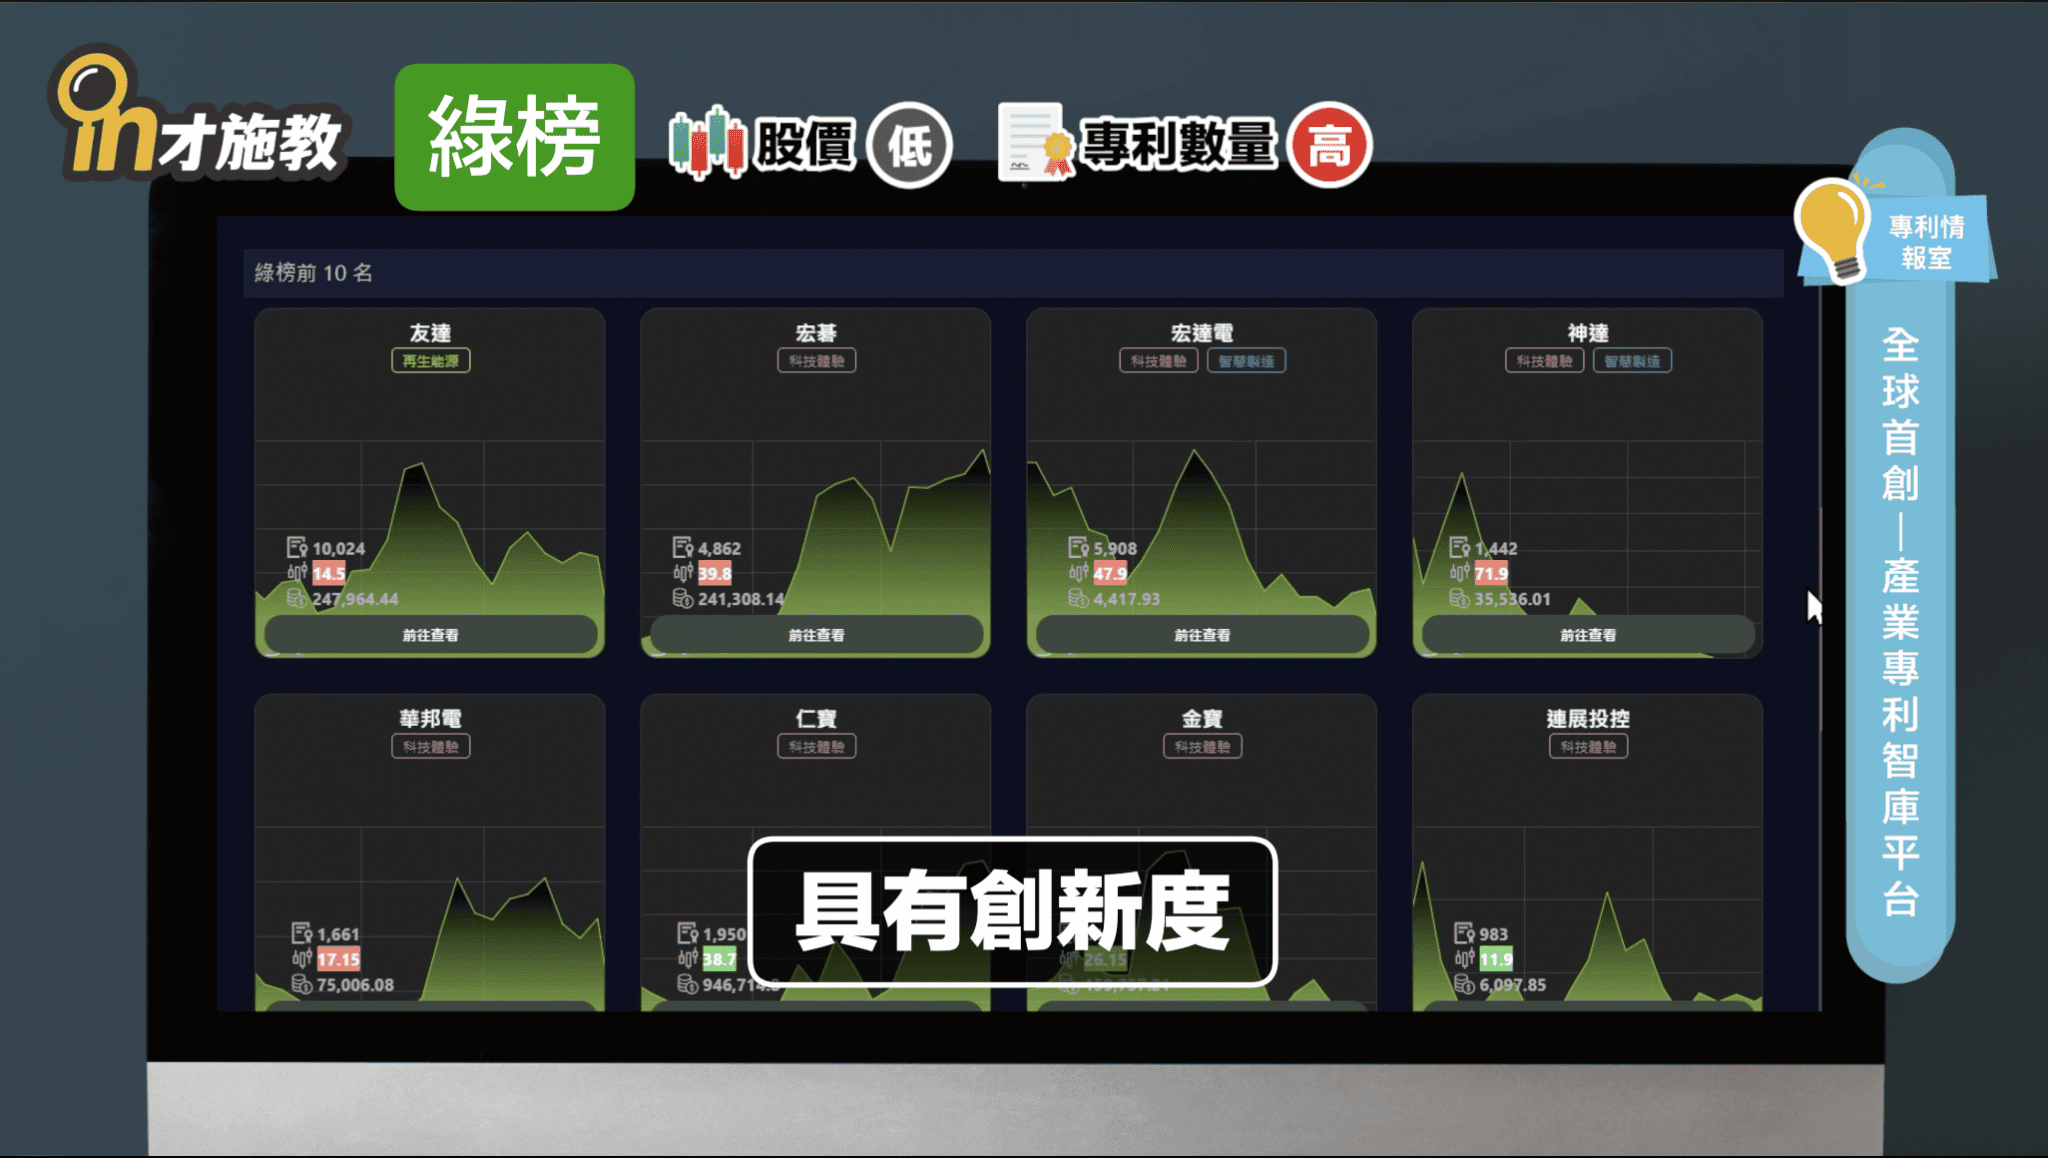 in才施教
綠榜
股價 低
專利數量 高
專利情
報室
全球首創｜產業專利智庫平台
綠榜前 10 名
友達
再生能源
10,024
14.5
247,964.44
前往查看
宏碁
科技體驗
4,862
39.8
241,308.14
前往查看
宏達電
科技體驗 智慧製造
5,908
47.9
4,417.93
前往查看
神達
科技體驗 智慧製造
1,442
71.9
35,536.01
前往查看
華邦電
科技體驗
1,661
17.15
75,006.08
仁寶
科技體驗
1,950
38.7
946,714.8
金寶
科技體驗
26.15
連展投控
科技體驗
983
11.9
6,097.85
具有創新度